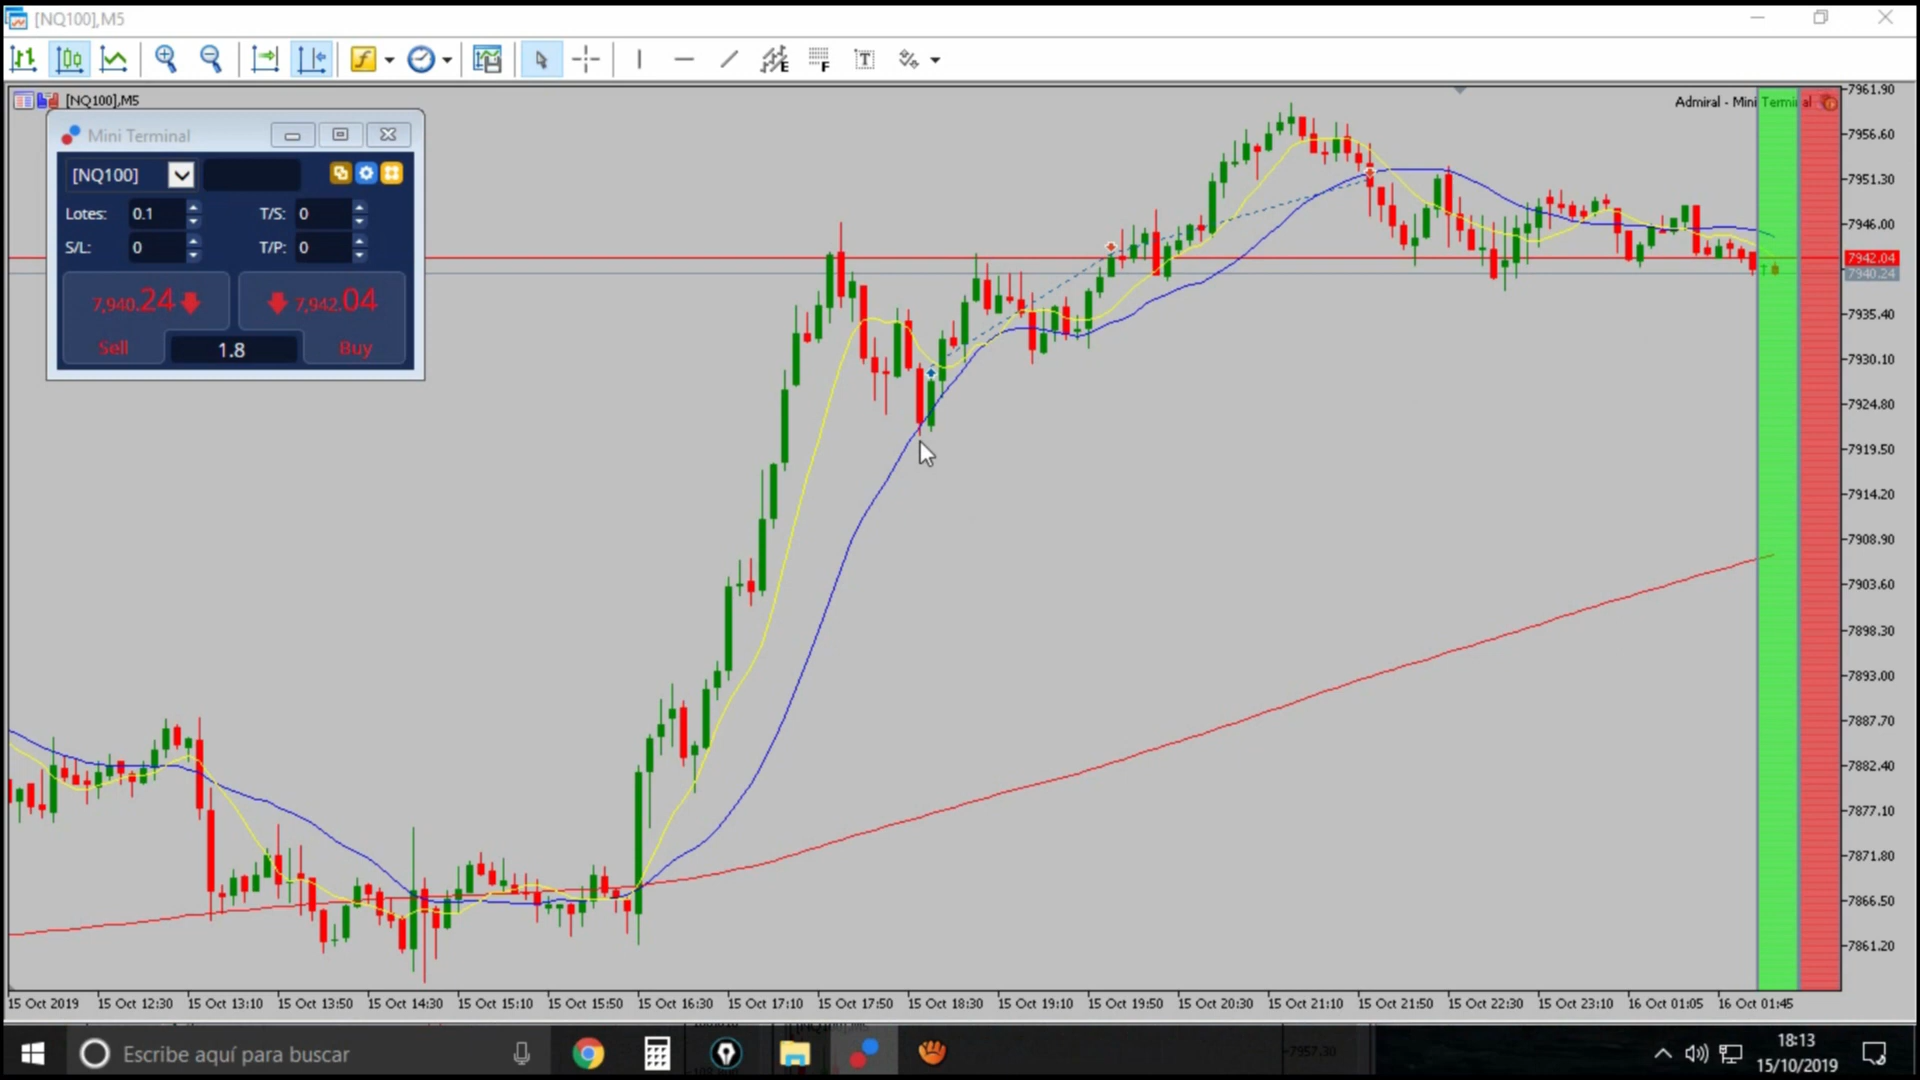 [NQ100],M5
E
F
T
[NQ100],M5
Admiral - Mini Terminal
Mini Terminal
[NQ100]
Lotes: 0.1 T/S: 0
S/L: 0 T/P: 0
7,940.24 7,942.04
Sell 1.8 Buy
7961.90
7956.60
7951.30
7946.00
7942.04
7940.24
7935.40
7930.10
7924.80
7919.50
7914.20
7908.90
7903.60
7898.30
7893.00
7887.70
7882.40
7877.10
7871.80
7866.50
7861.20
15 Oct 2019 15 Oct 12:30 15 Oct 13:10 15 Oct 13:50 15 Oct 14:30 15 Oct 15:10 15 Oct 15:50 15 Oct 16:30 15 Oct 17:10 15 Oct 17:50 15 Oct 18:30 15 Oct 19:10 15 Oct 19:50 15 Oct 20:30 15 Oct 21:10 15 Oct 21:50 15 Oct 22:30 15 Oct 23:10 16 Oct 01:05 16 Oct 01:45
Escribe aquí para buscar
7957.30
18:13
15/10/2019